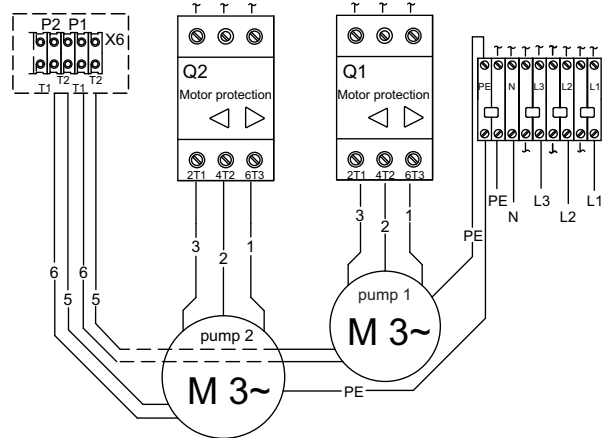 P2 P1
X6
T2 T2
T1 T1
Q2
Motor protection
2T1 4T2 6T3
Q1
Motor protection
2T1 4T2 6T3
PE N L3 L2 L1
PE
N
L3
L2
L1
3 2 1
3 2 1
6 5 6 5
PE
pump 1
M 3~
pump 2
M 3~
PE